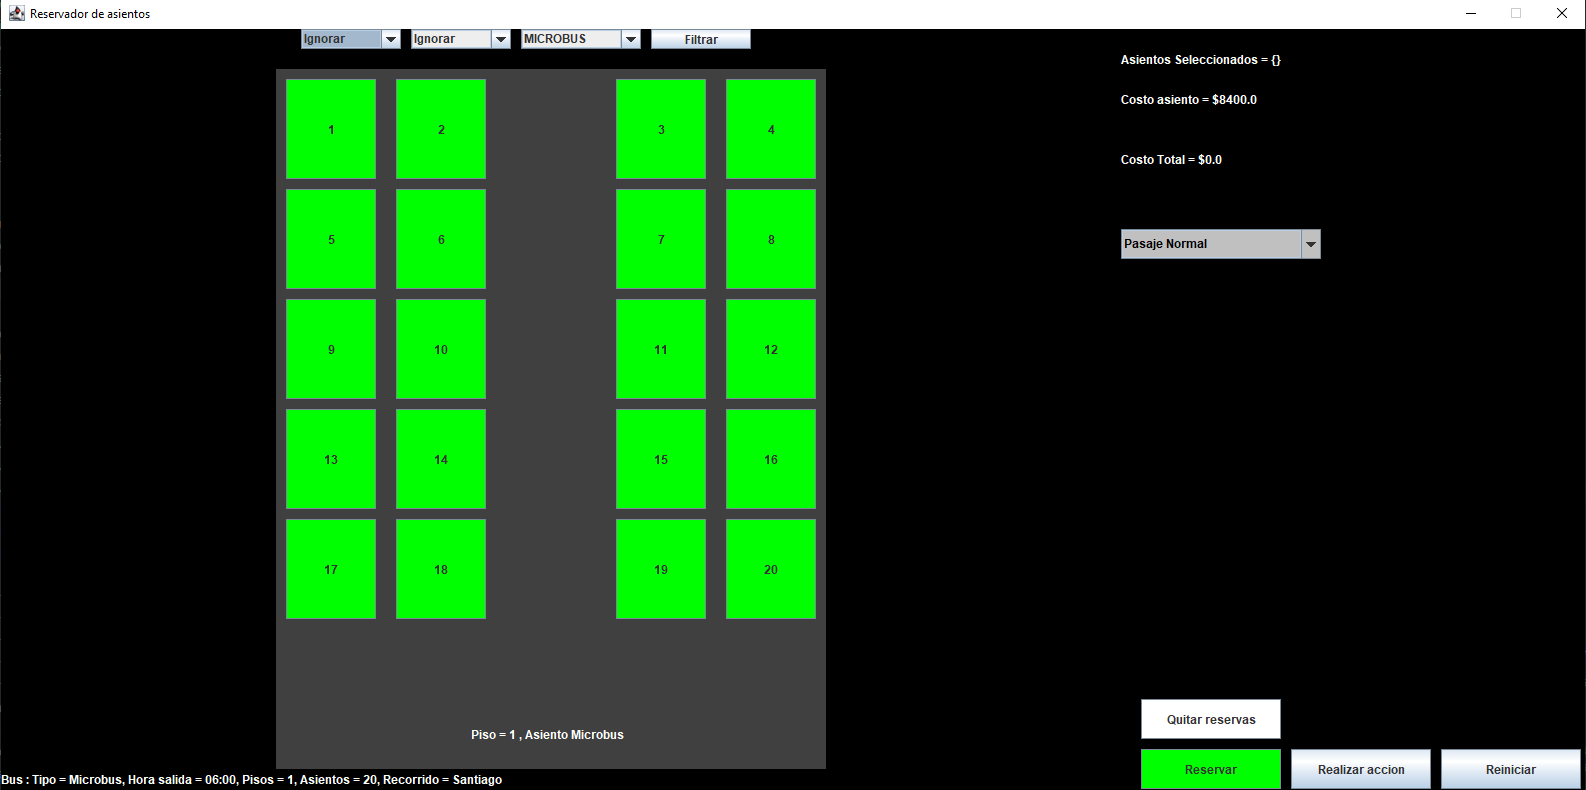 Reservador de asientos
Ignorar Ignorar MICROBUS Filtrar
Asientos Seleccionados = {}
Costo asiento = $8400.0
Costo Total = $0.0
Pasaje Normal
1 2 3 4
5 6 7 8
9 10 11 12
13 14 15 16
17 18 19 20
Piso = 1 , Asiento Microbus
Quitar reservas
Reservar Realizar accion Reiniciar
Bus : Tipo = Microbus, Hora salida = 06:00, Pisos = 1, Asientos = 20, Recorrido = Santiago